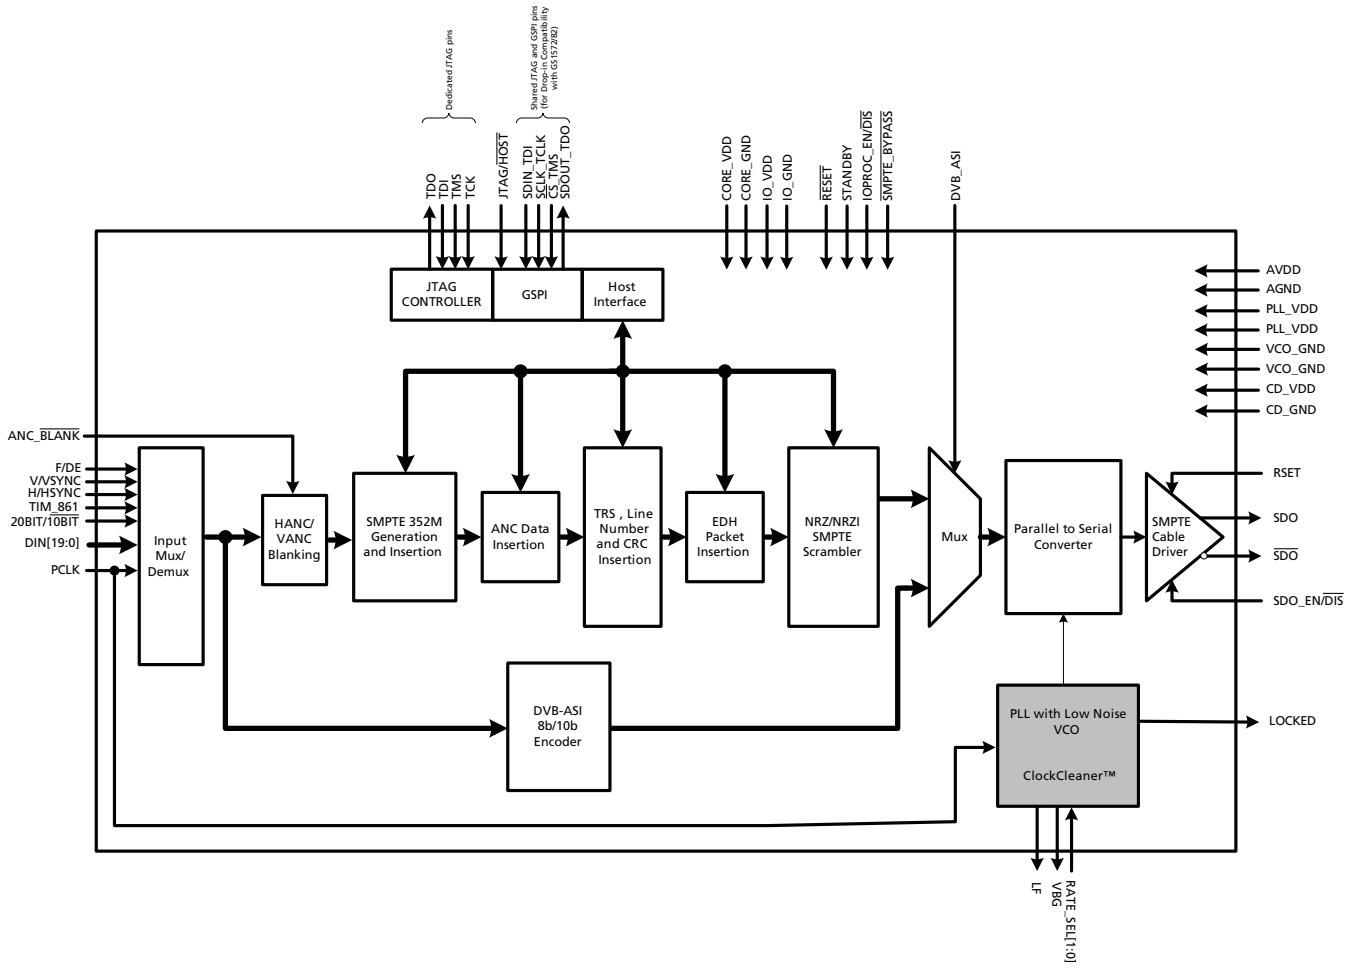 Dedicated JTAG pins
Shared JTAG and GSPI pins
(for Drop-in Compatibility
with GS1572/82)
TDO
TDI
TMS
TCK
JTAG/HOST
SDIN_TDI
SCLK_TCLK
CS_TMS
SDOUT_TDO
CORE_VDD
CORE_GND
IO_VDD
IO_GND
RESET
STANDBY
IOPROC_EN/DIS
SMPTE_BYPASS
DVB_ASI
JTAG
CONTROLLER
GSPI
Host
Interface
AVDD
AGND
PLL_VDD
PLL_VDD
VCO_GND
VCO_GND
CD_VDD
CD_GND
ANC_BLANK
F/DE
V/VSYNC
H/HSYNC
TIM_861
20BIT/10BIT
DIN[19:0]
PCLK
Input
Mux/
Demux
HANC/
VANC
Blanking
SMPTE 352M
Generation
and Insertion
ANC Data
Insertion
TRS , Line
Number
and CRC
Insertion
EDH
Packet
Insertion
NRZ/NRZI
SMPTE
Scrambler
Mux
Parallel to Serial
Converter
SMPTE
Cable
Driver
RSET
SDO
SDO
SDO_EN/DIS
DVB-ASI
8b/10b
Encoder
PLL with Low Noise
VCO
ClockCleaner™
LOCKED
LF
VBG
RATE_SEL[1:0]